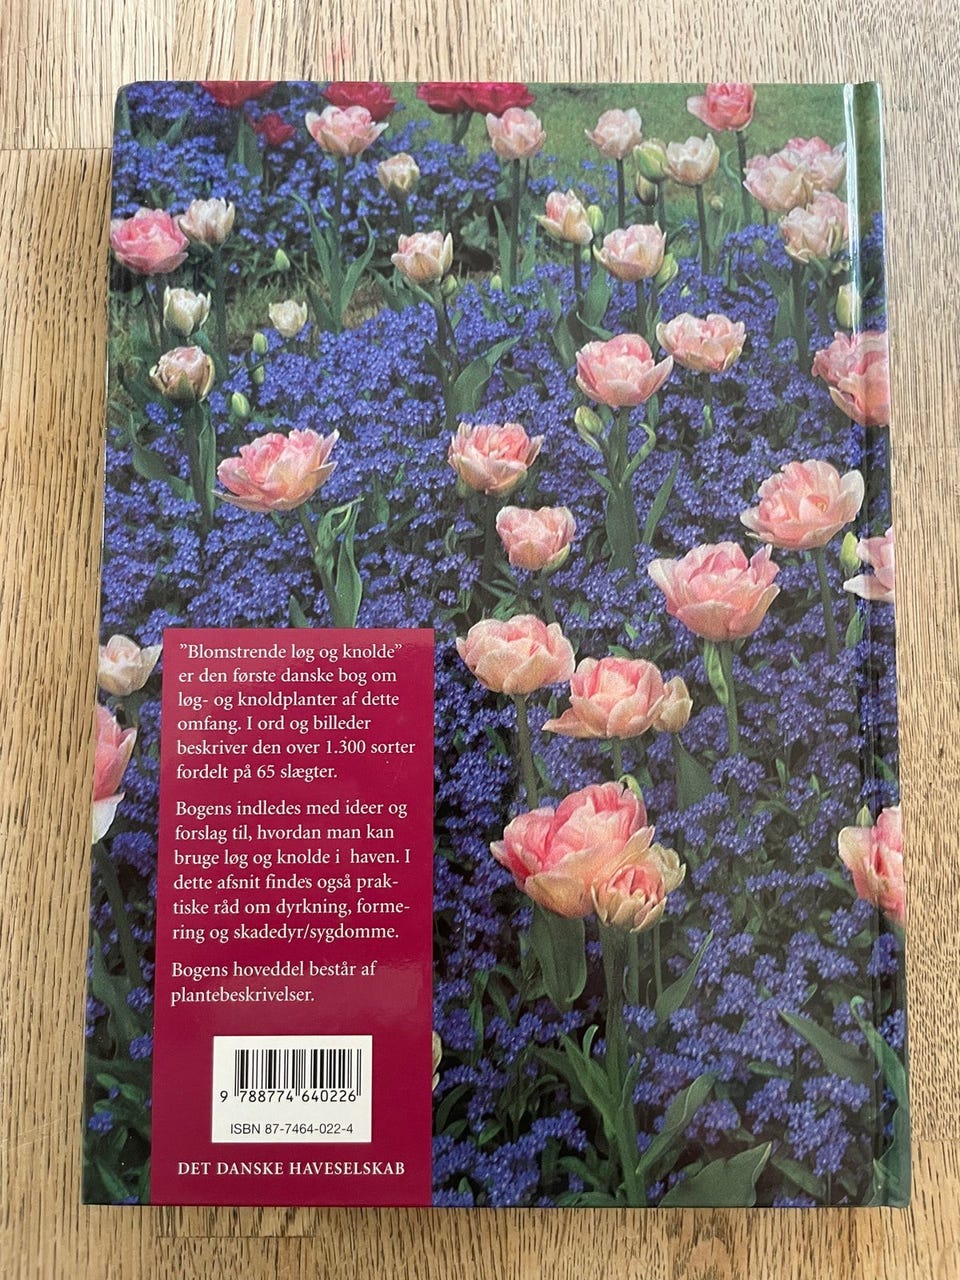 ”Blomstrende løg og knolde”
er den første danske bog om
løg- og knoldplanter af dette
omfang. I ord og billeder
beskriver den over 1.300 sorter
fordelt på 65 slægter.
Bogens indledes med ideer og
forslag til, hvordan man kan
bruge løg og knolde i haven. I
dette afsnit findes også prak-
tiske råd om dyrkning, forme-
ring og skadedyr/sygdomme.
Bogens hoveddel består af
plantebeskrivelser.
9 788774 640226
ISBN 87-7464-022-4
DET DANSKE HAVESELSKAB